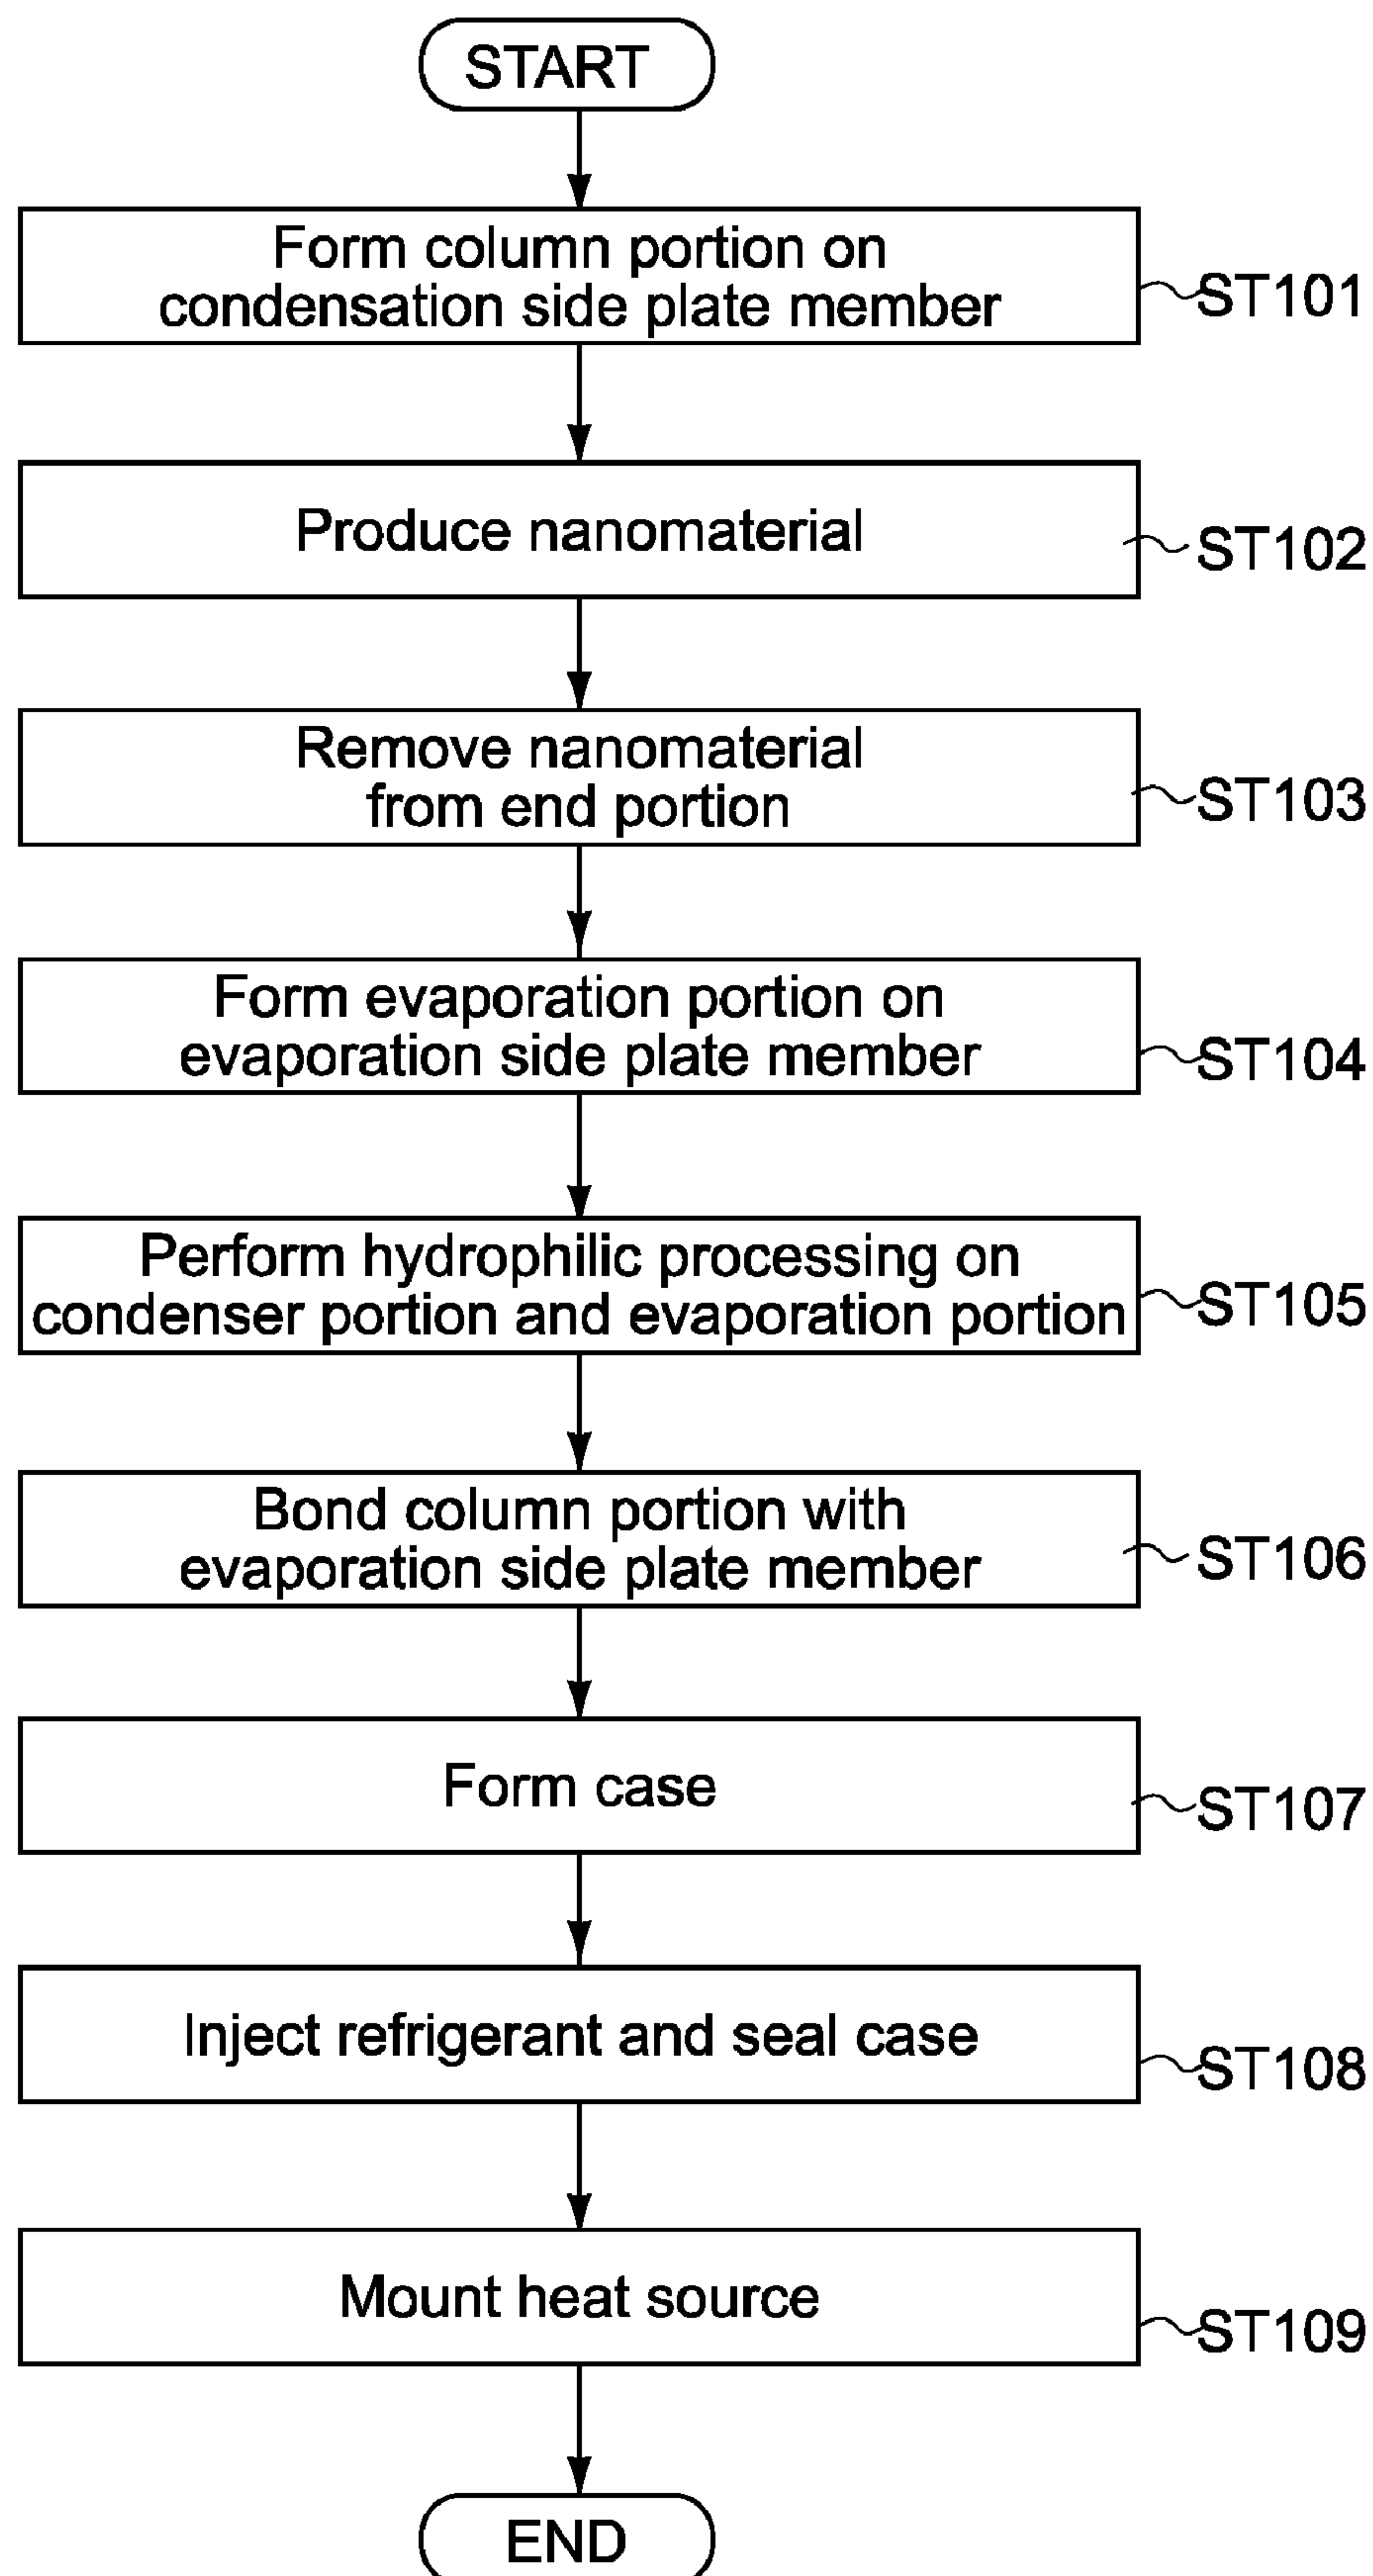 START
Form column portion on
condensation side plate member
ST101
Produce nanomaterial
ST102
Remove nanomaterial
from end portion
ST103
Form evaporation portion on
evaporation side plate member
ST104
Perform hydrophilic processing on
condenser portion and evaporation portion
ST105
Bond column portion with
evaporation side plate member
ST106
Form case
ST107
Inject refrigerant and seal case
ST108
Mount heat source
ST109
END